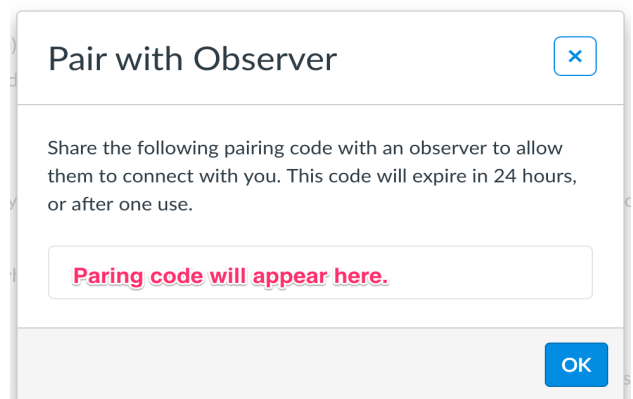 Pair with Observer
×
Share the following pairing code with an observer to allow
them to connect with you. This code will expire in 24 hours,
or after one use.
Paring code will appear here.
OK